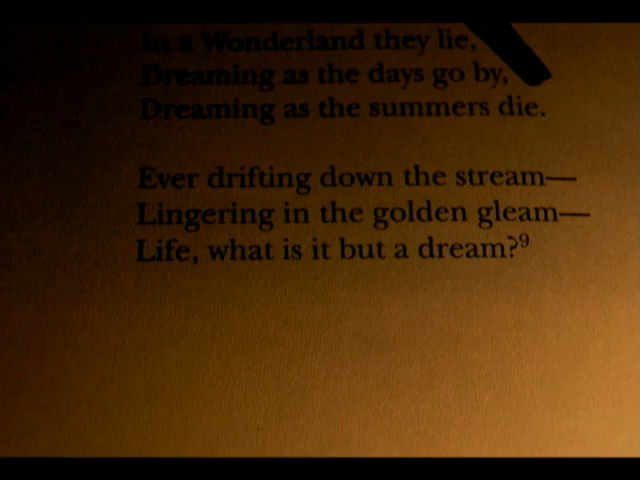 In a Wonderland they lie,
Dreaming as the days go by,
Dreaming as the summers die.
Ever drifting down the stream—
Lingering in the golden gleam—
Life, what is it but a dream?⁹